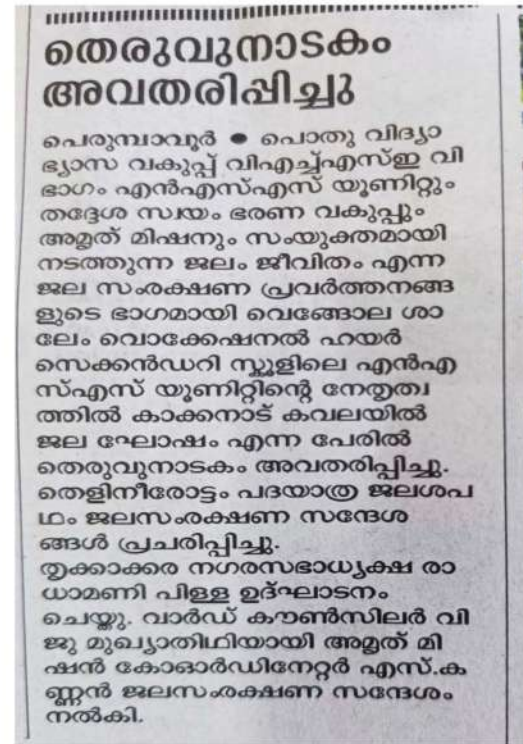 തെരുവുനാടകം
അവതരിപ്പിച്ചു
പെരുമ്പാവൂർ ● പൊതു വിദ്യാ
ഭ്യാസ വകുപ്പ് വിഎച്ച്എസ്ഇ വി
ഭാഗം എൻഎസ്എസ് യൂണിറ്റും
തദ്ദേശ സ്വയം ഭരണ വകുപ്പും
അമൃത് മിഷനും സംയുക്തമായി
നടത്തുന്ന ജലം ജീവിതം എന്ന
ജല സംരക്ഷണ പ്രവർത്തനങ്ങ
ളുടെ ഭാഗമായി വെങ്ങോല ശാ
ലേം വൊക്കേഷനൽ ഹയർ
സെക്കൻഡറി സ്കൂളിലെ എൻഎ
സ്എസ് യൂണിറ്റിന്റെ നേതൃത്വ
ത്തിൽ കാക്കനാട് കവലയിൽ
ജല ഘോഷം എന്ന പേരിൽ
തെരുവുനാടകം അവതരിപ്പിച്ചു.
തെളിനീരോട്ടം പദയാത്ര ജലശപ
ഥം ജലസംരക്ഷണ സന്ദേശ
ങ്ങൾ പ്രചരിപ്പിച്ചു.
തൃക്കാക്കര നഗരസഭാധ്യക്ഷ രാ
ധാമണി പിള്ള ഉദ്ഘാടനം
ചെയ്തു. വാർഡ് കൗൺസിലർ വി
ജു മുഖ്യാതിഥിയായി അമൃത് മി
ഷൻ കോഓർഡിനേറ്റർ എസ്.ക
ണ്ണൻ ജലസംരക്ഷണ സന്ദേശം
നൽകി.